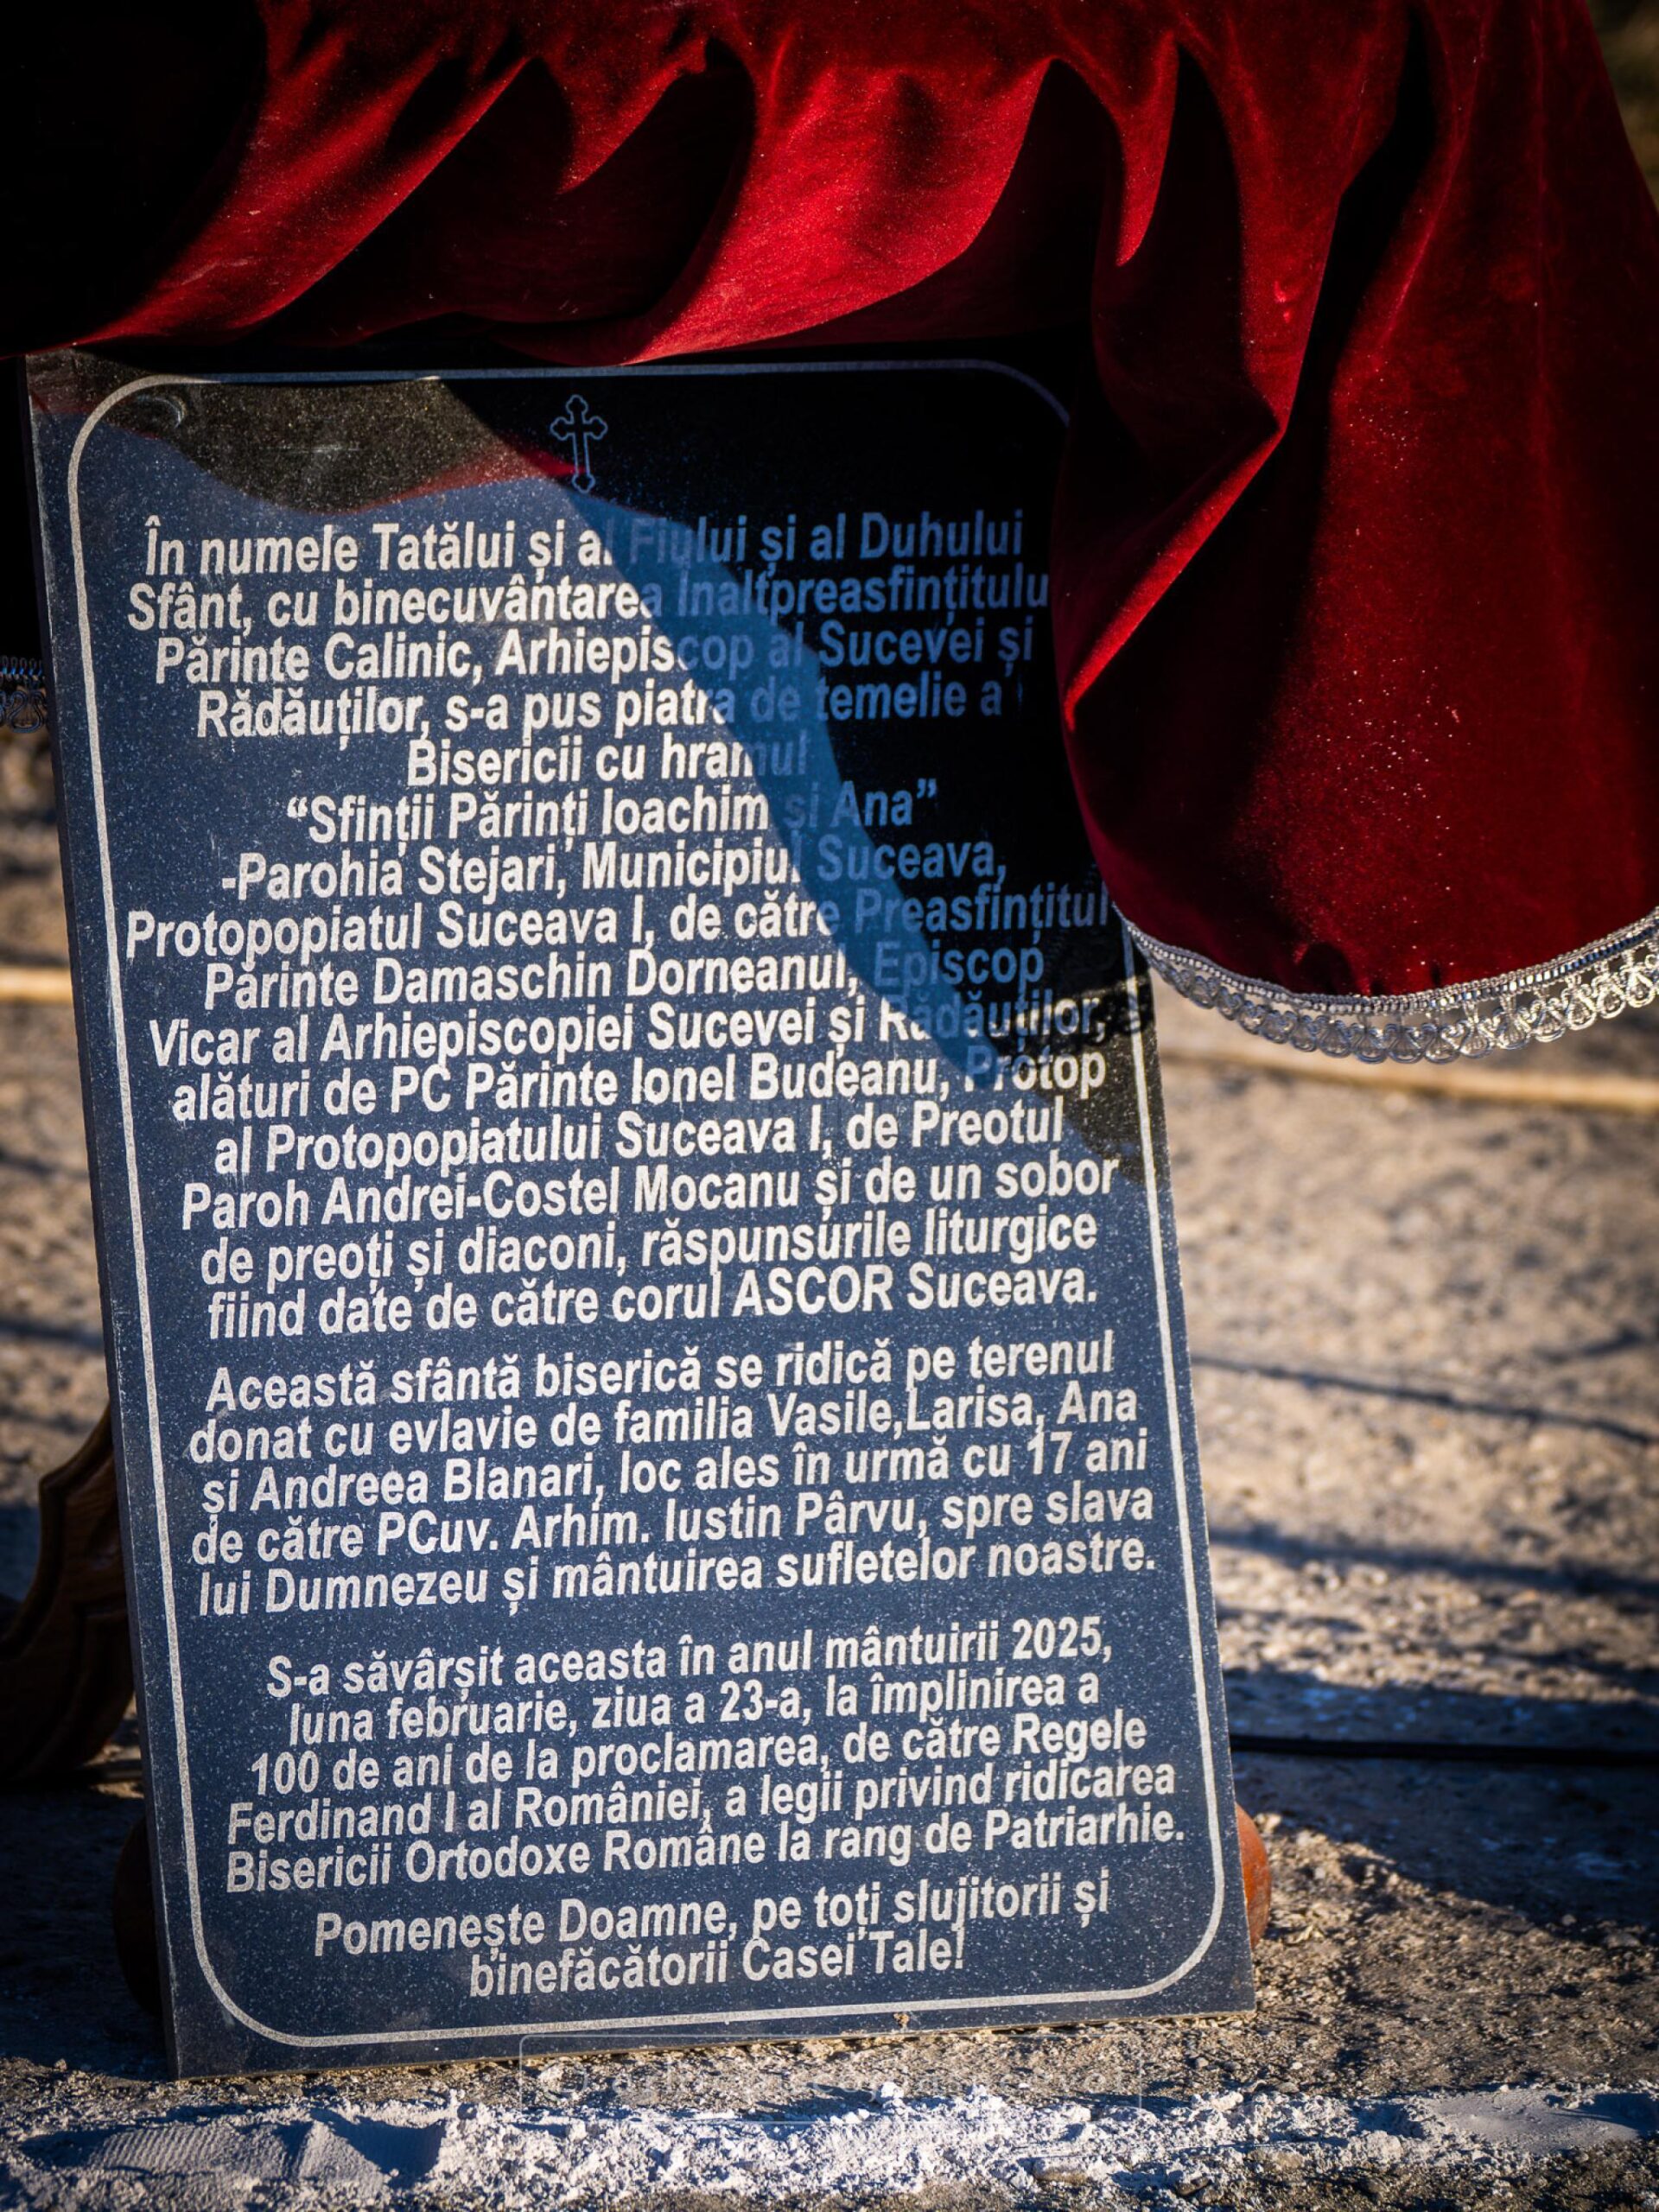 În numele Tatălui și al Fiului și al Duhului
Sfânt, cu binecuvântarea Înaltpreasfințitulu
Părinte Calinic, Arhiepiscop al Sucevei și
Rădăuților, s-a pus piatra de temelie a
Bisericii cu hramul
“Sfinții Părinți Ioachim și Ana”
-Parohia Stejari, Municipiul Suceava,
Protopopiatul Suceava I, de către Preasfințitul
Părinte Damaschin Dorneanul, Episcop
Vicar al Arhiepiscopiei Sucevei și Rădăuților,
alături de PC Părinte Ionel Budeanu, Protop
al Protopopiatului Suceava I, de Preotul
Paroh Andrei-Costel Mocanu și de un sobor
de preoți și diaconi, răspunsurile liturgice
fiind date de către corul ASCOR Suceava.
Această sfântă biserică se ridică pe terenul
donat cu evlavie de familia Vasile,Larisa, Ana
și Andreea Blanari, loc ales în urmă cu 17 ani
de către PCuv. Arhim. Iustin Pârvu, spre slava
lui Dumnezeu și mântuirea sufletelor noastre.
S-a săvârșit aceasta în anul mântuirii 2025,
luna februarie, ziua a 23-a, la împlinirea a
100 de ani de la proclamarea, de către Regele
Ferdinand I al României, a legii privind ridicarea
Bisericii Ortodoxe Române la rang de Patriarhie.
Pomenește Doamne, pe toți slujitorii și
binefăcătorii Casei Tale!